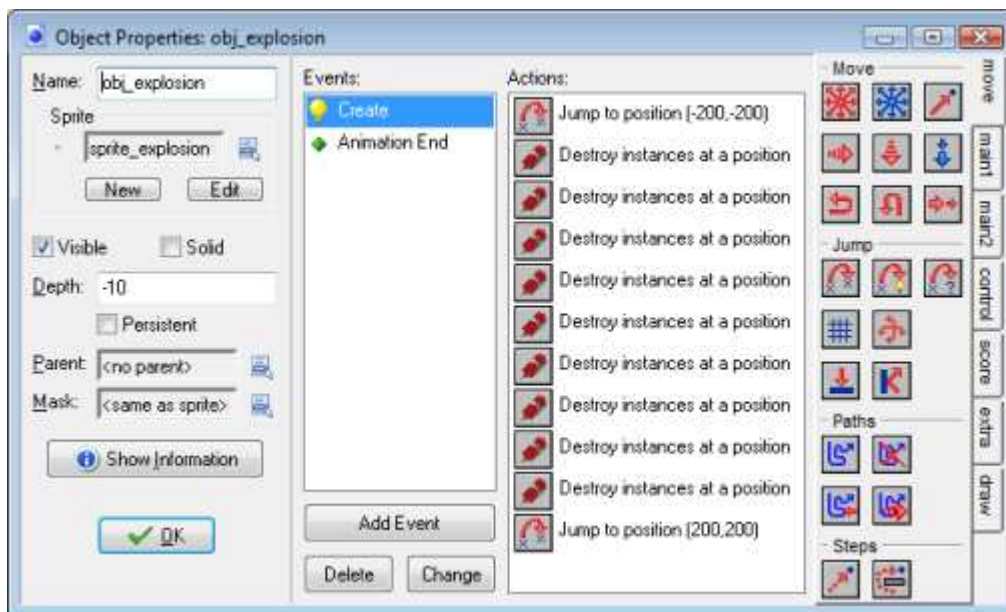 Object Properties: obj_explosion
Name: obj_explosion
Sprite
sprite_explosion
New
Edit
Visible
Solid
Depth: -10
Persistent
Parent: <no parent>
Mask: <same as sprite>
Show Information
OK
Events:
Create
Animation End
Add Event
Delete
Change
Actions:
Jump to position (-200,-200)
Destroy instances at a position
Destroy instances at a position
Destroy instances at a position
Destroy instances at a position
Destroy instances at a position
Destroy instances at a position
Destroy instances at a position
Destroy instances at a position
Destroy instances at a position
Jump to position (200,200)
Move
Jump
Paths
Steps
move
main1
main2
control
score
extra
draw